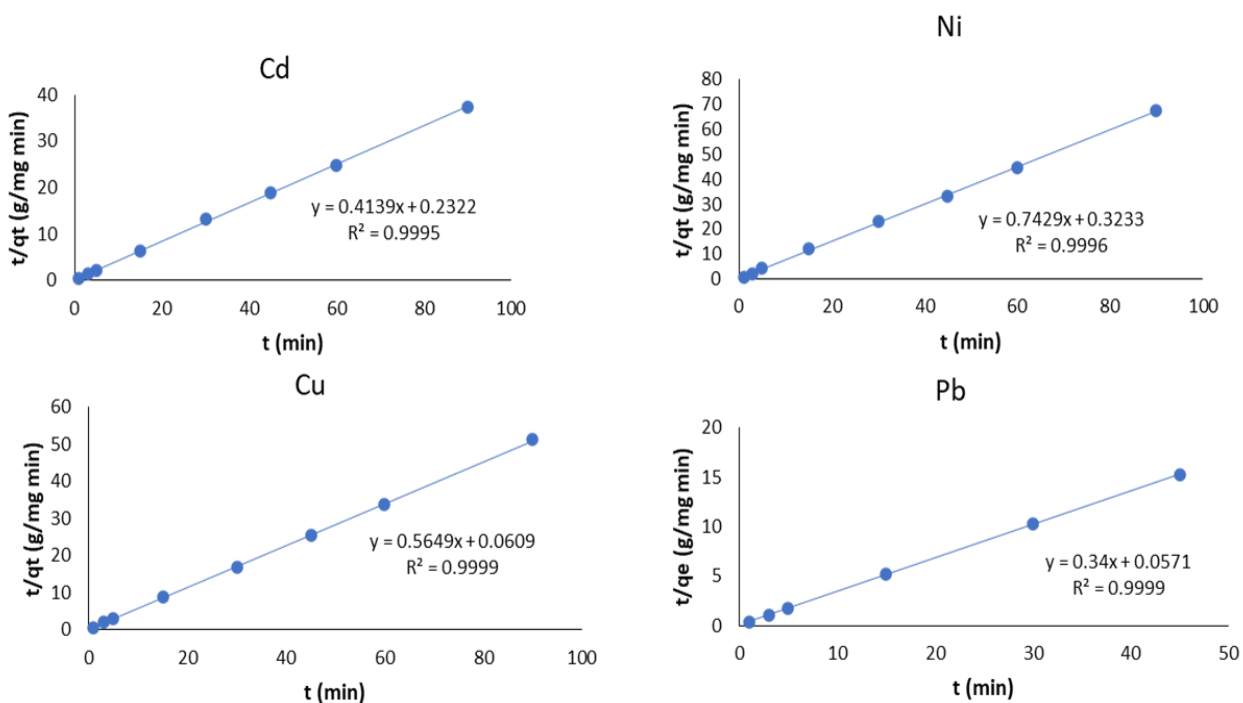 Cd
t/qt (g/mg min)
40
30
20
10
0
y = 0.4139x + 0.2322
R² = 0.9995
0 20 40 60 80 100
t (min)
Ni
t/qt (g/mg min)
80
70
60
50
40
30
20
10
0
y = 0.7429x + 0.3233
R² = 0.9996
0 20 40 60 80 100
t (min)
Cu
t/qt (g/mg min)
60
50
40
30
20
10
0
y = 0.5649x + 0.0609
R² = 0.9999
0 20 40 60 80 100
t (min)
Pb
t/qe (g/mg min)
20
15
10
5
0
y = 0.34x + 0.0571
R² = 0.9999
0 10 20 30 40 50
t (min)